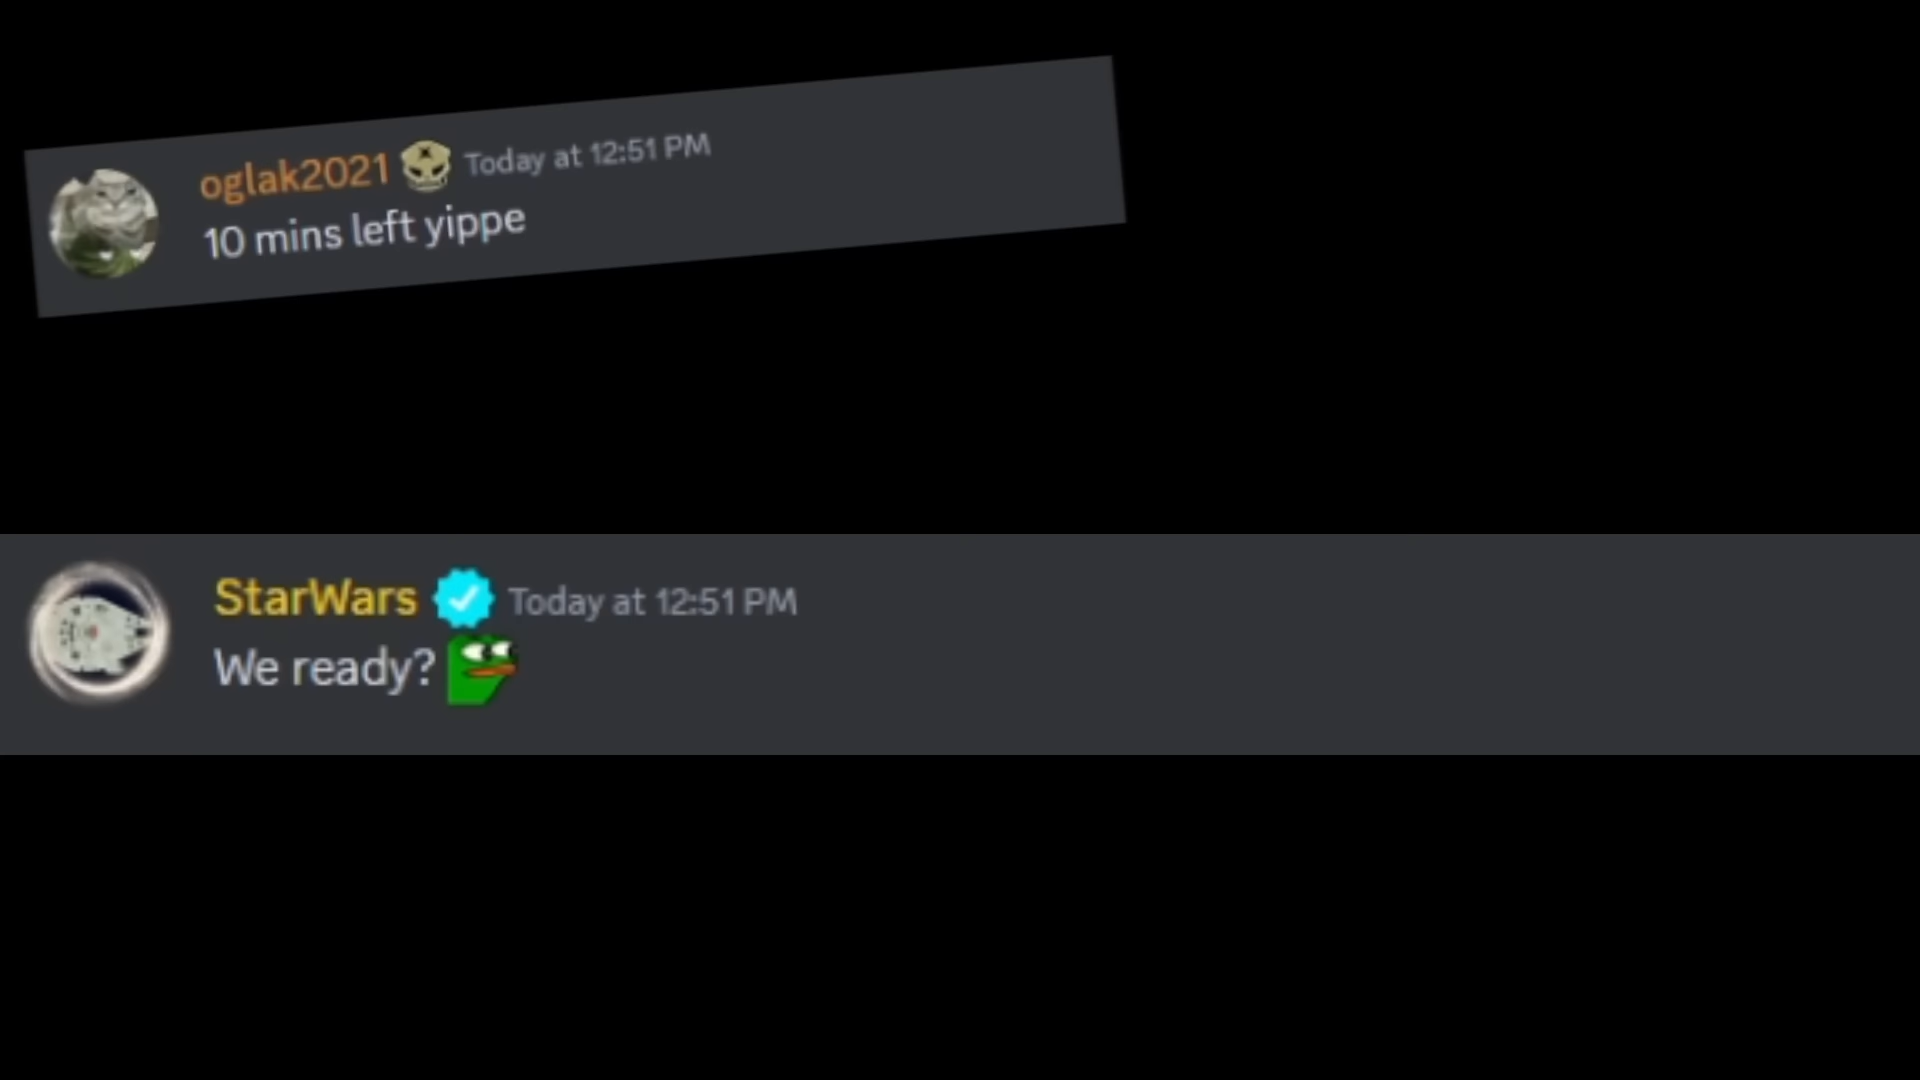 oglak2021 Today at 12:51 PM
10 mins left yippe
StarWars Today at 12:51 PM
We ready?